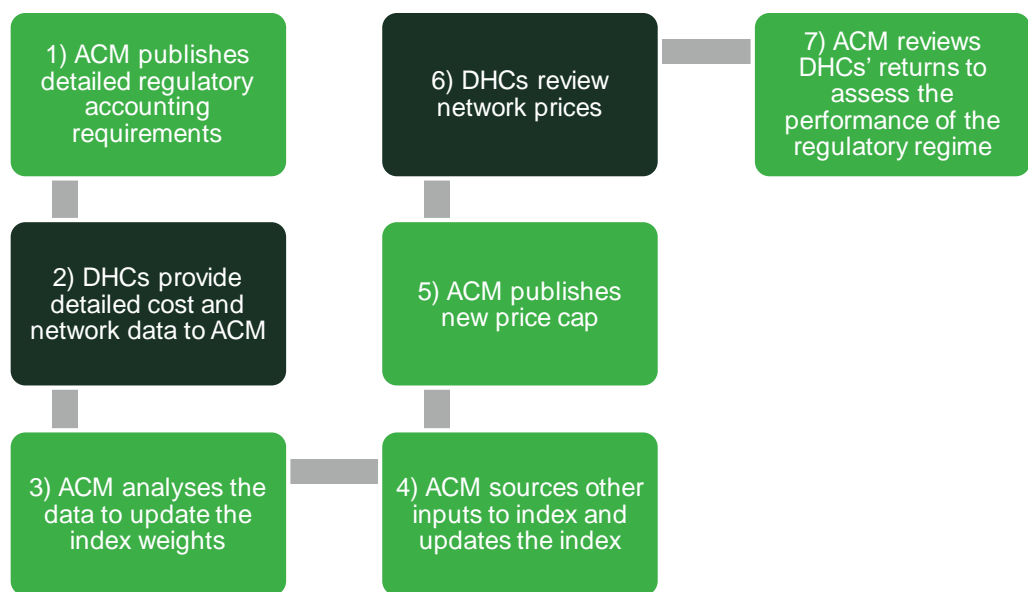 1) ACM publishes
detailed regulatory
accounting
requirements
2) DHCs provide
detailed cost and
network data to ACM
3) ACM analyses the
data to update the
index weights
4) ACM sources other
inputs to index and
updates the index
5) ACM publishes
new price cap
6) DHCs review
network prices
7) ACM reviews
DHCs’ returns to
assess the
performance of the
regulatory regime